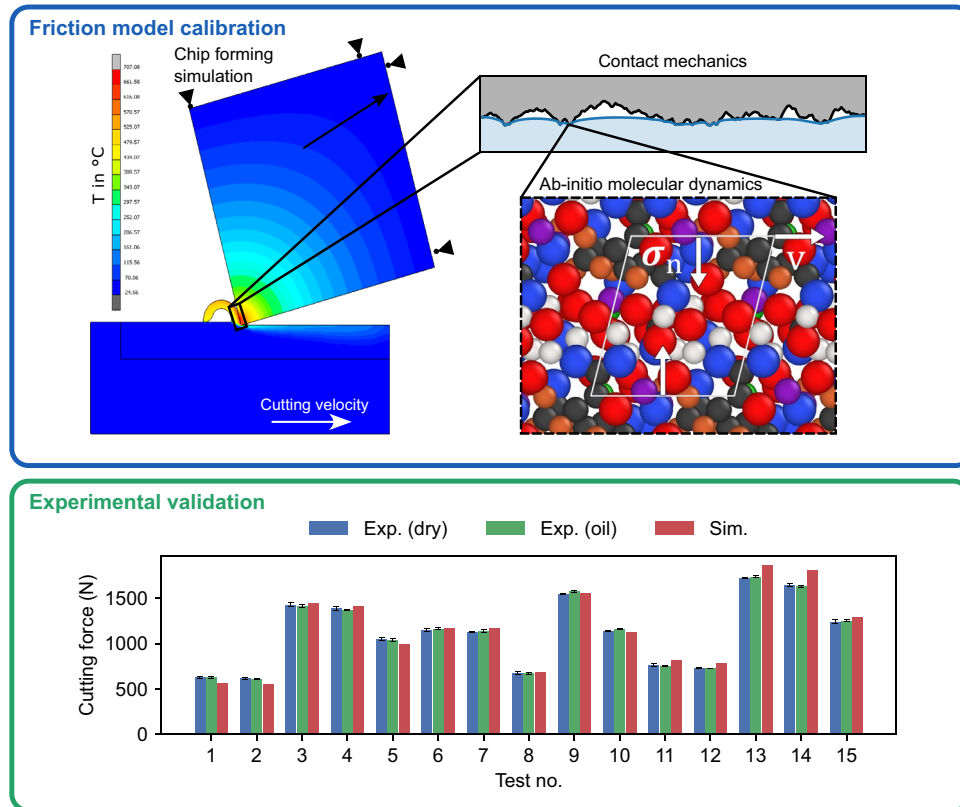 Friction model calibration
Chip forming
simulation
T in °C
707.08
661.58
616.08
570.57
525.07
479.57
434.07
388.57
343.07
297.57
252.07
206.57
161.06
115.56
70.06
24.56
Cutting velocity
Contact mechanics
Ab-initio molecular dynamics
σn
v
Experimental validation
Exp. (dry) Exp. (oil) Sim.
Cutting force (N)
1500
1000
500
0
1 2 3 4 5 6 7 8 9 10 11 12 13 14 15
Test no.